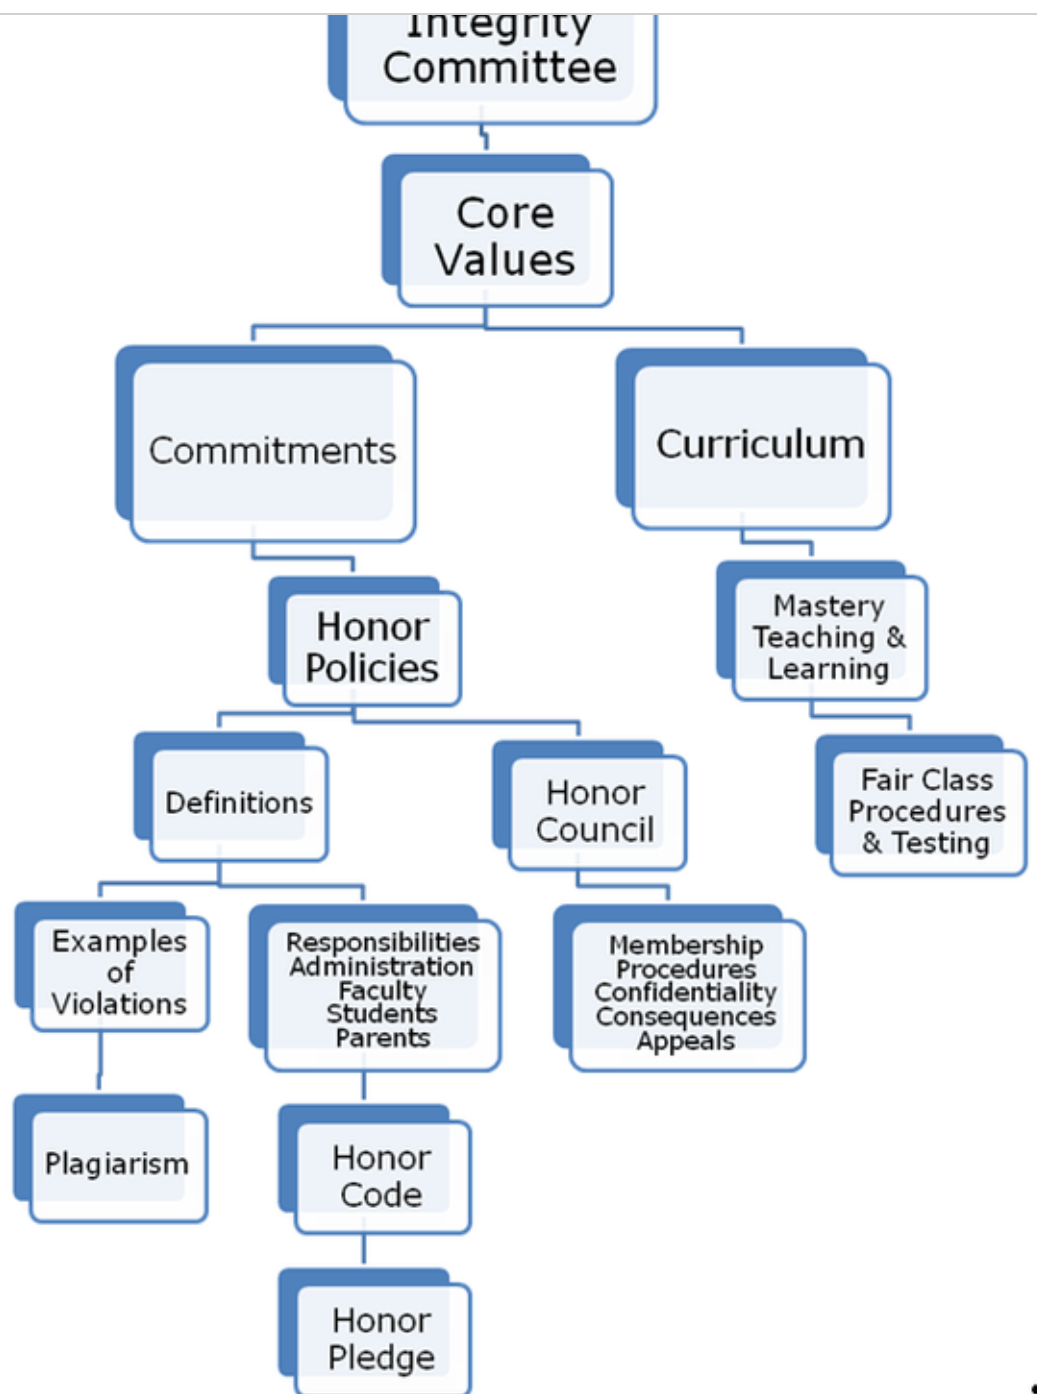 Integrity
Committee
Core
Values
Commitments
Curriculum
Honor
Policies
Mastery
Teaching &
Learning
Definitions
Honor
Council
Fair Class
Procedures
& Testing
Examples
of
Violations
Responsibilities
Administration
Faculty
Students
Parents
Membership
Procedures
Confidentiality
Consequences
Appeals
Plagiarism
Honor
Code
Honor
Pledge